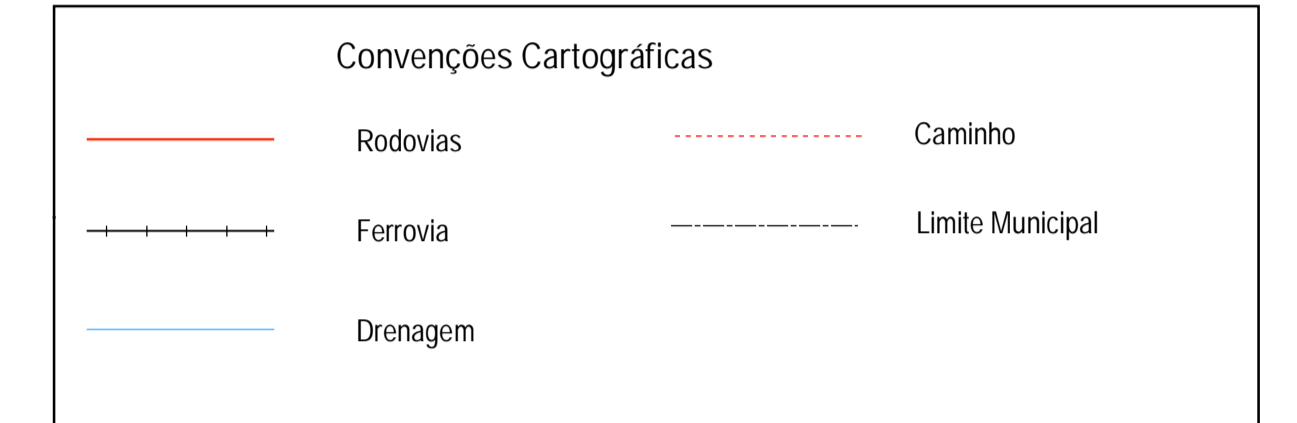 Convenções Cartográficas
Rodovias
Caminho
Ferrovia
Limite Municipal
Drenagem